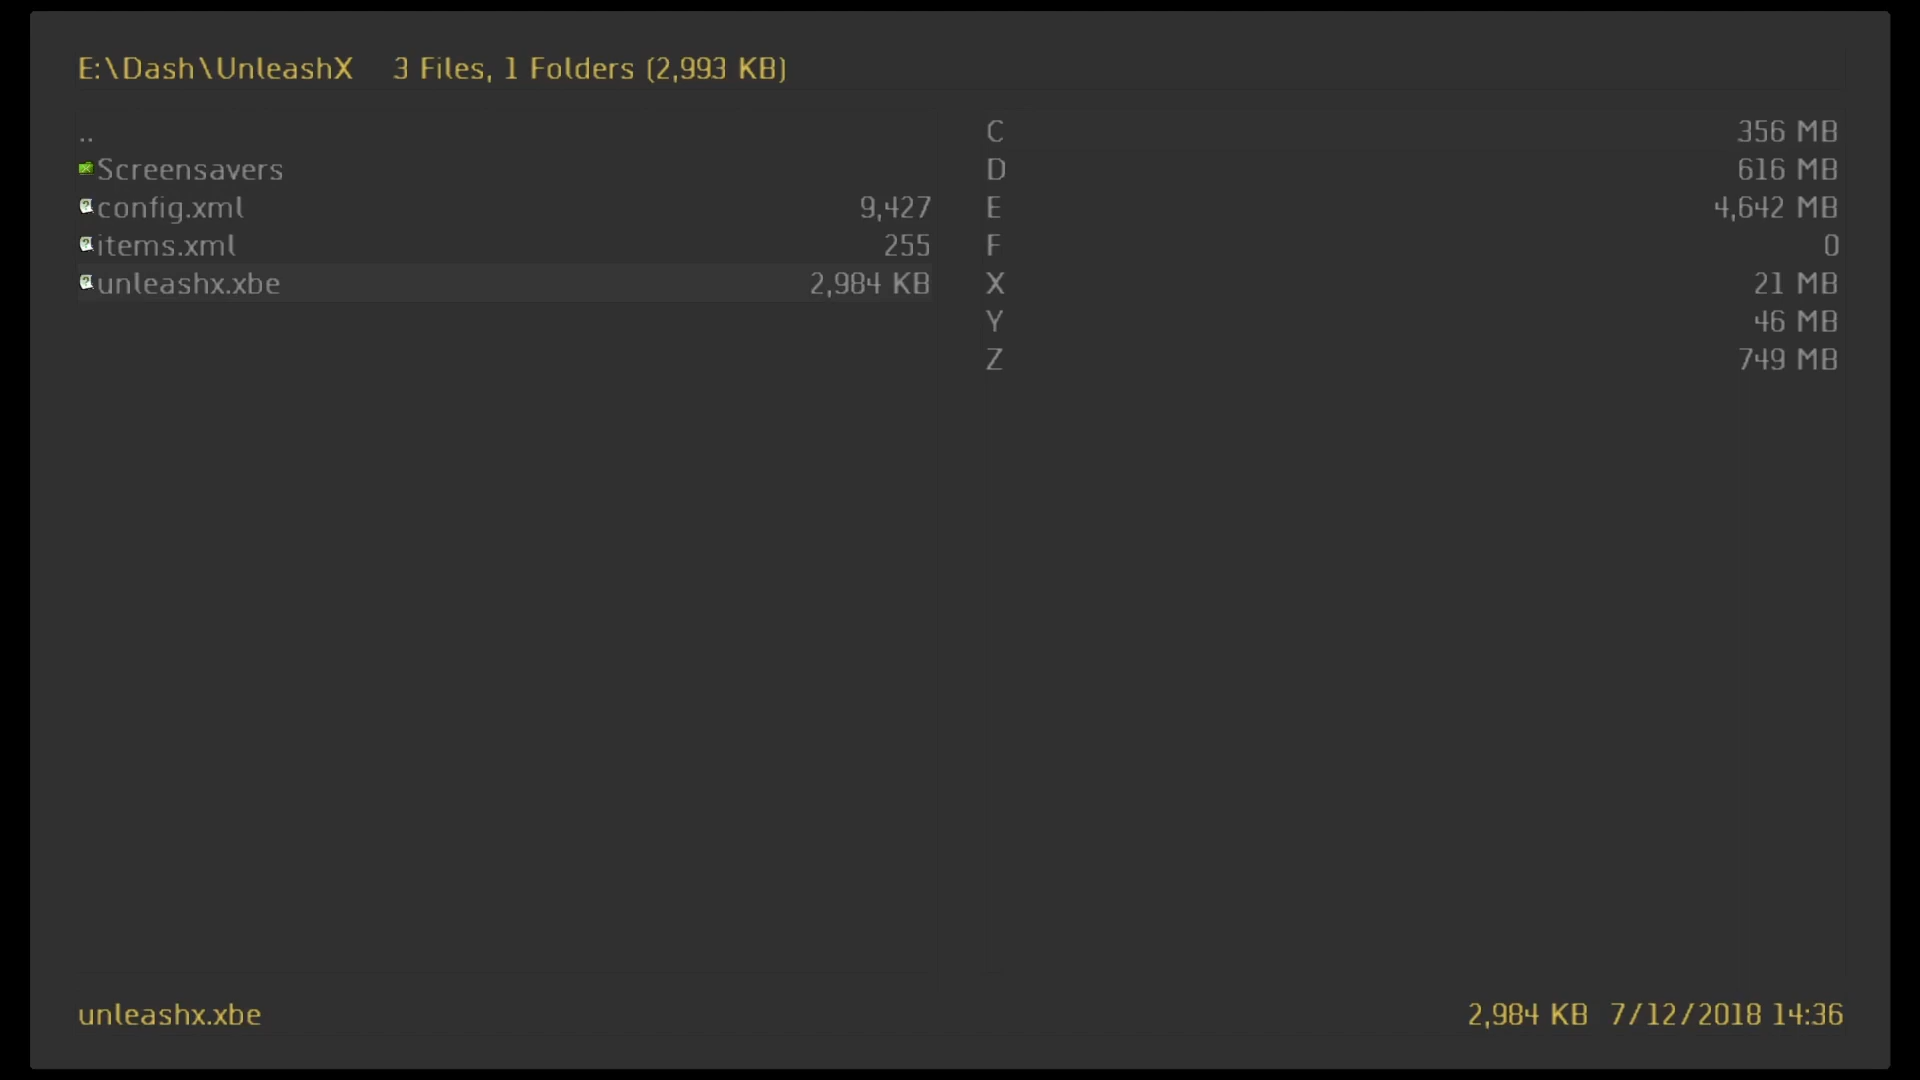 E:\Dash\UnleashX 3 Files, 1 Folders (2,993 KB)
..
Screensavers
config.xml 9,427
items.xml 255
unleashx.xbe 2,984 KB
C 356 MB
D 616 MB
E 4,642 MB
F 0
X 21 MB
Y 46 MB
Z 749 MB
unleashx.xbe 2,984 KB 7/12/2018 14:36